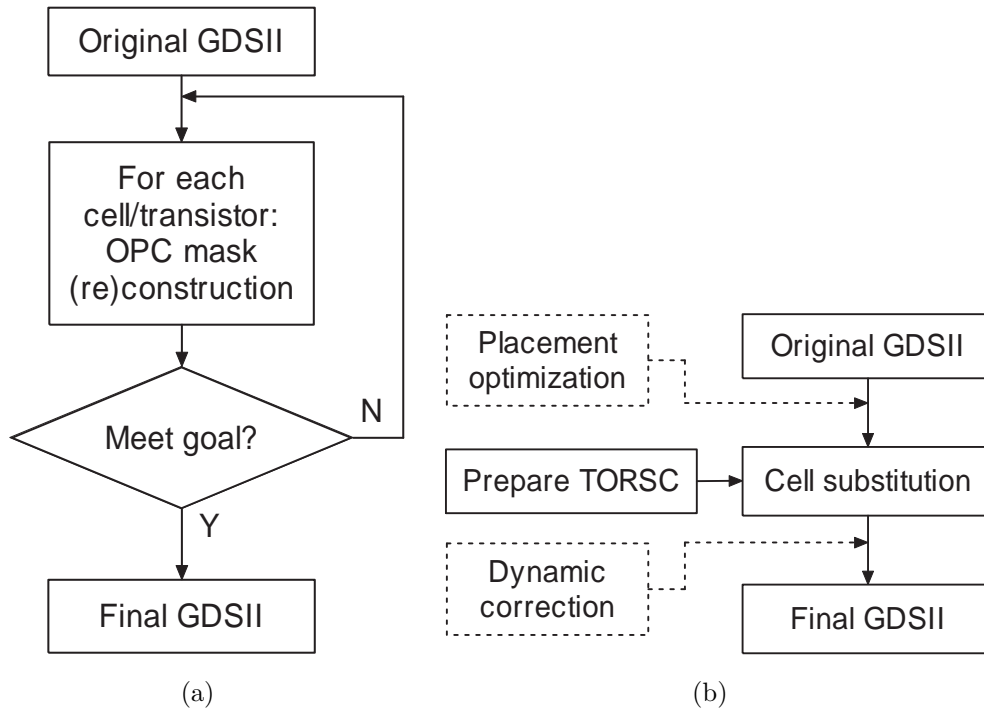 Original GDSII
For each
cell/transistor:
OPC mask
(re)construction
Meet goal?
N
Y
Final GDSII
(a)
Placement
optimization
Original GDSII
Prepare TORSC
Cell substitution
Dynamic
correction
Final GDSII
(b)